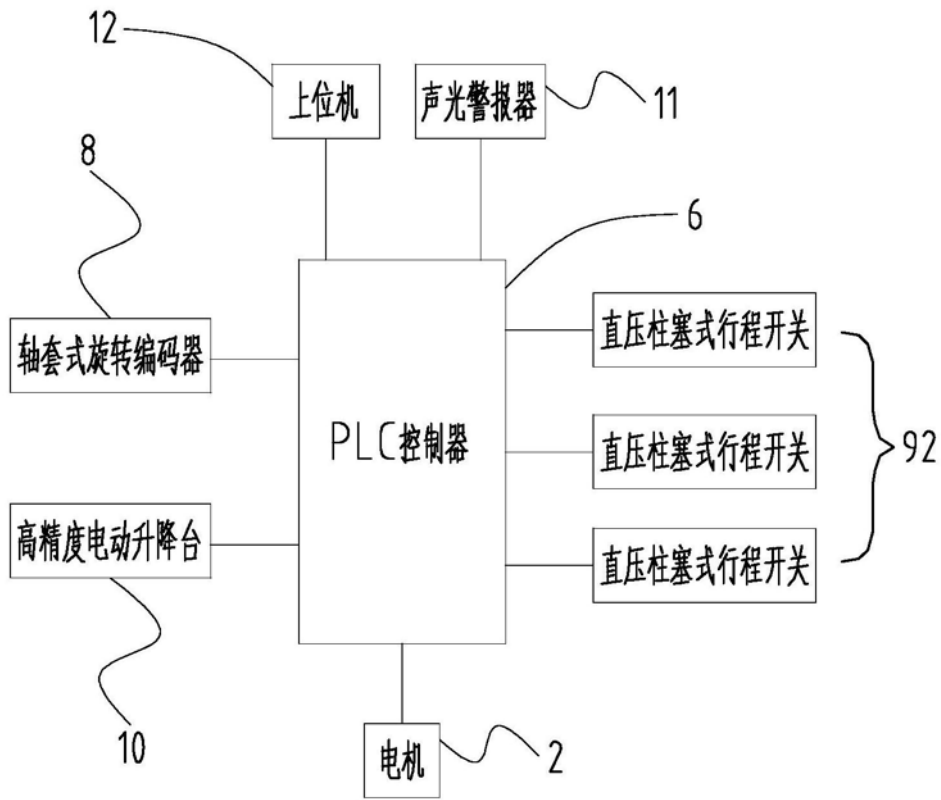 12
上位机
声光警报器
11
8
6
轴套式旋转编码器
直压柱塞式行程开关
PLC控制器
直压柱塞式行程开关
92
高精度电动升降台
直压柱塞式行程开关
10
电机
2